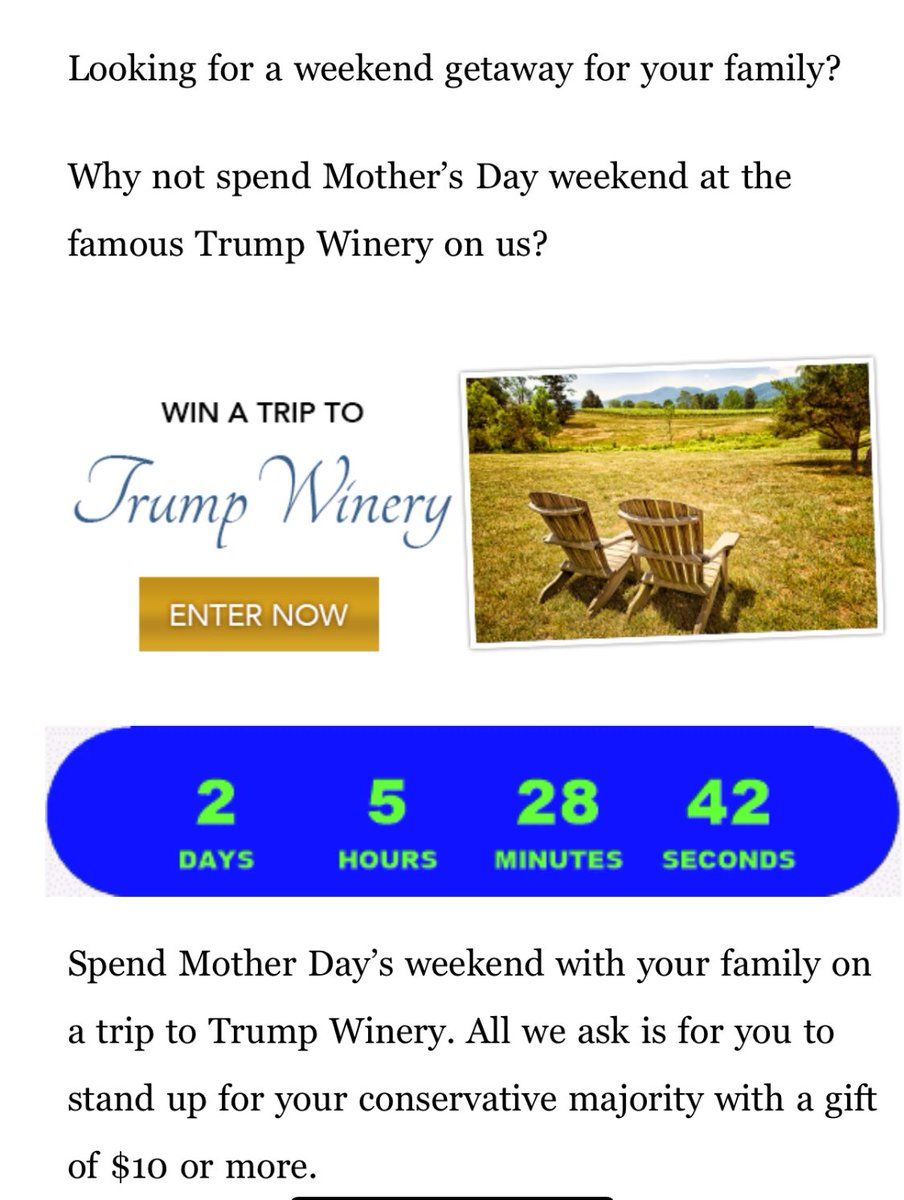 Looking for a weekend getaway for your family?
Why not spend Mother’s Day weekend at the
famous Trump Winery on us?
WIN A TRIP TO
Trump Winery
ENTER NOW
2 5 28 42
DAYS HOURS MINUTES SECONDS
Spend Mother Day’s weekend with your family on
a trip to Trump Winery. All we ask is for you to
stand up for your conservative majority with a gift
of $10 or more.